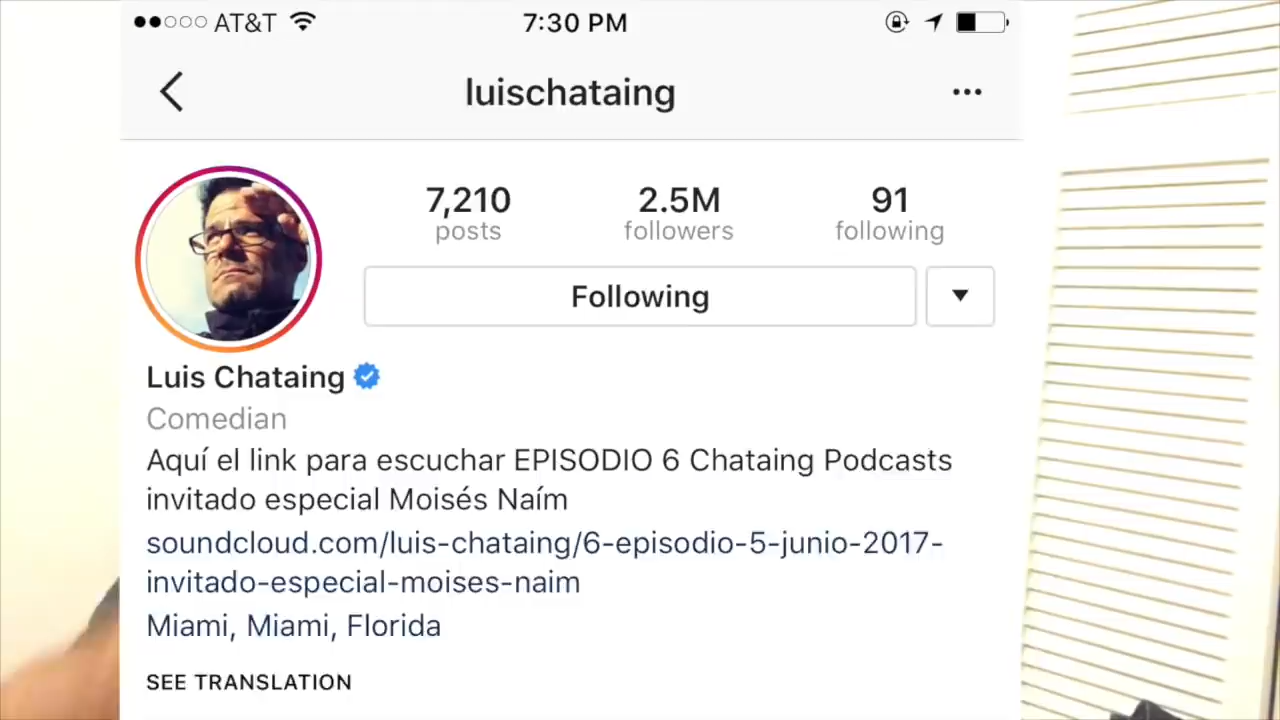 AT&T 7:30 PM
luischataing
7,210 2.5M 91
posts followers following
Following
Luis Chataing
Comedian
Aquí el link para escuchar EPISODIO 6 Chataing Podcasts
invitado especial Moisés Naím
soundcloud.com/luis-chataing/6-episodio-5-junio-2017-
invitado-especial-moises-naim
Miami, Miami, Florida
SEE TRANSLATION